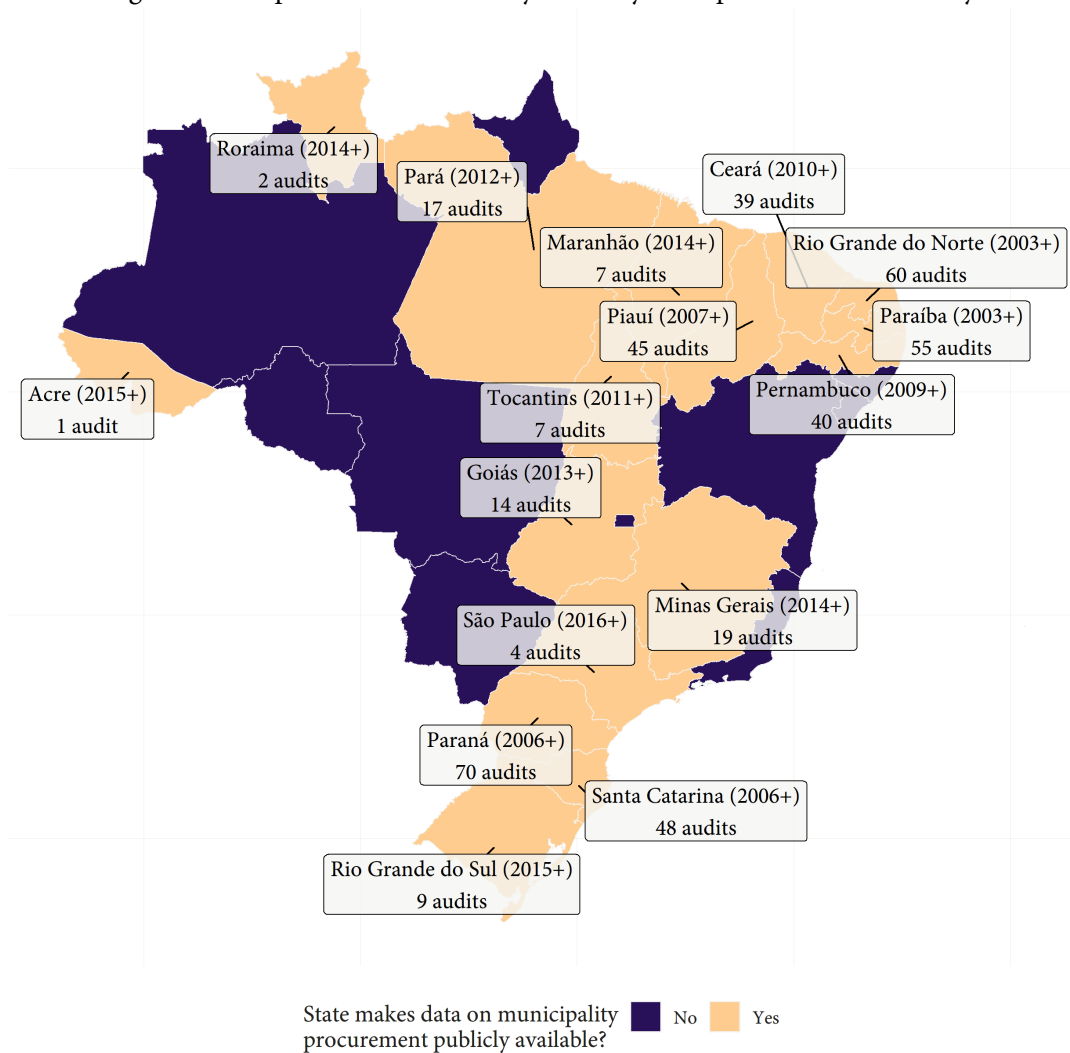 Roraima (2014+)
2 audits
Pará (2012+)
17 audits
Ceará (2010+)
39 audits
Maranhão (2014+)
7 audits
Rio Grande do Norte (2003+)
60 audits
Piauí (2007+)
45 audits
Paraíba (2003+)
55 audits
Acre (2015+)
1 audit
Tocantins (2011+)
7 audits
Pernambuco (2009+)
40 audits
Goiás (2013+)
14 audits
São Paulo (2016+)
4 audits
Minas Gerais (2014+)
19 audits
Paraná (2006+)
70 audits
Santa Catarina (2006+)
48 audits
Rio Grande do Sul (2015+)
9 audits
State makes data on municipality
procurement publicly available?
No
Yes